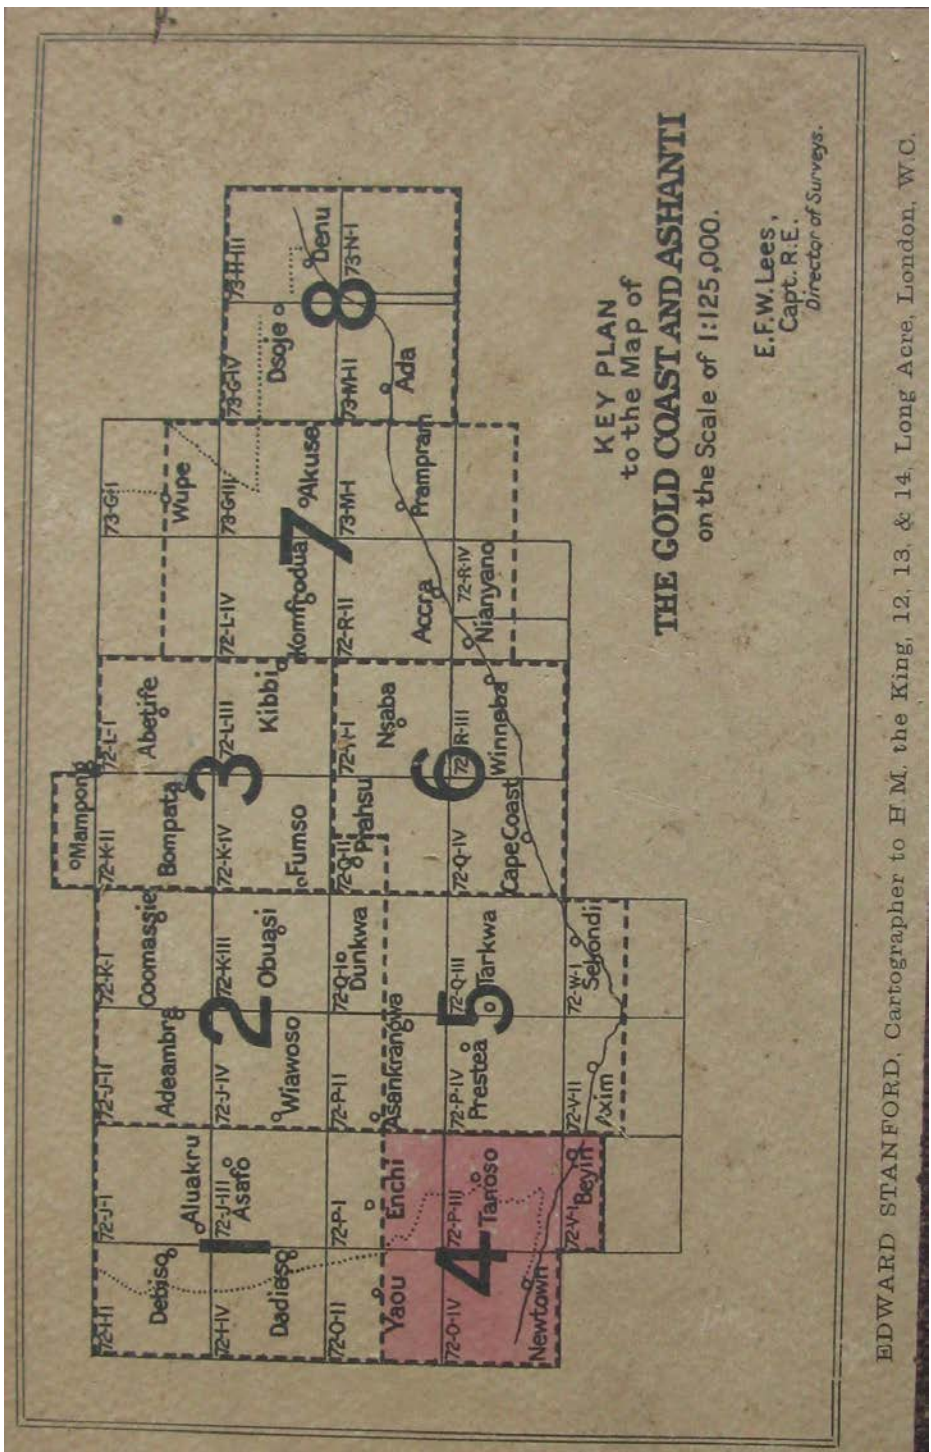 Mampong
72-I-II
72-J-I
72-J-II
72-K-I
72-K-II
72-L-I
73-G-II
Debiso
Aluakru
Adeambra
Coomassie
Bompata
Abetife
Wupe
72-I-IV
72-J-III
72-J-IV
72-K-III
72-K-IV
72-L-III
72-L-IV
73-G-III
73-G-IV
73-H-III
1
2
3
7
8
Dadiaso
Asafo
Wiawoso
Obuasi
Fumso
Kibbi
Komfrodua
Akuse
Dsoje
Denu
72-O-II
72-P-I
72-P-II
72-Q-I
72-Q-II
72-R-I
72-R-II
73-M-I
73-M-II
73-N-I
Yaou
Enchi
Asankrangwa
Dunkwa
Prahsu
Nsaba
Accra
Prampram
Ada
72-O-IV
72-P-III
72-P-IV
72-Q-III
72-Q-IV
72-R-III
72-R-IV
4
5
6
Newtown
Tanoso
Prestea
Tarkwa
Cape Coast
Winneba
Nianyano
72-V-I
72-V-II
72-W-I
Beyin
Axim
Sekondi
KEY PLAN
to the Map of
THE GOLD COAST AND ASHANTI
on the Scale of 1:125,000.
E.F.W. Lees,
Capt. R.E.
Director of Surveys.
EDWARD STANFORD, Cartographer to H.M. the King, 12, 13, & 14, Long Acre, London, W.C.